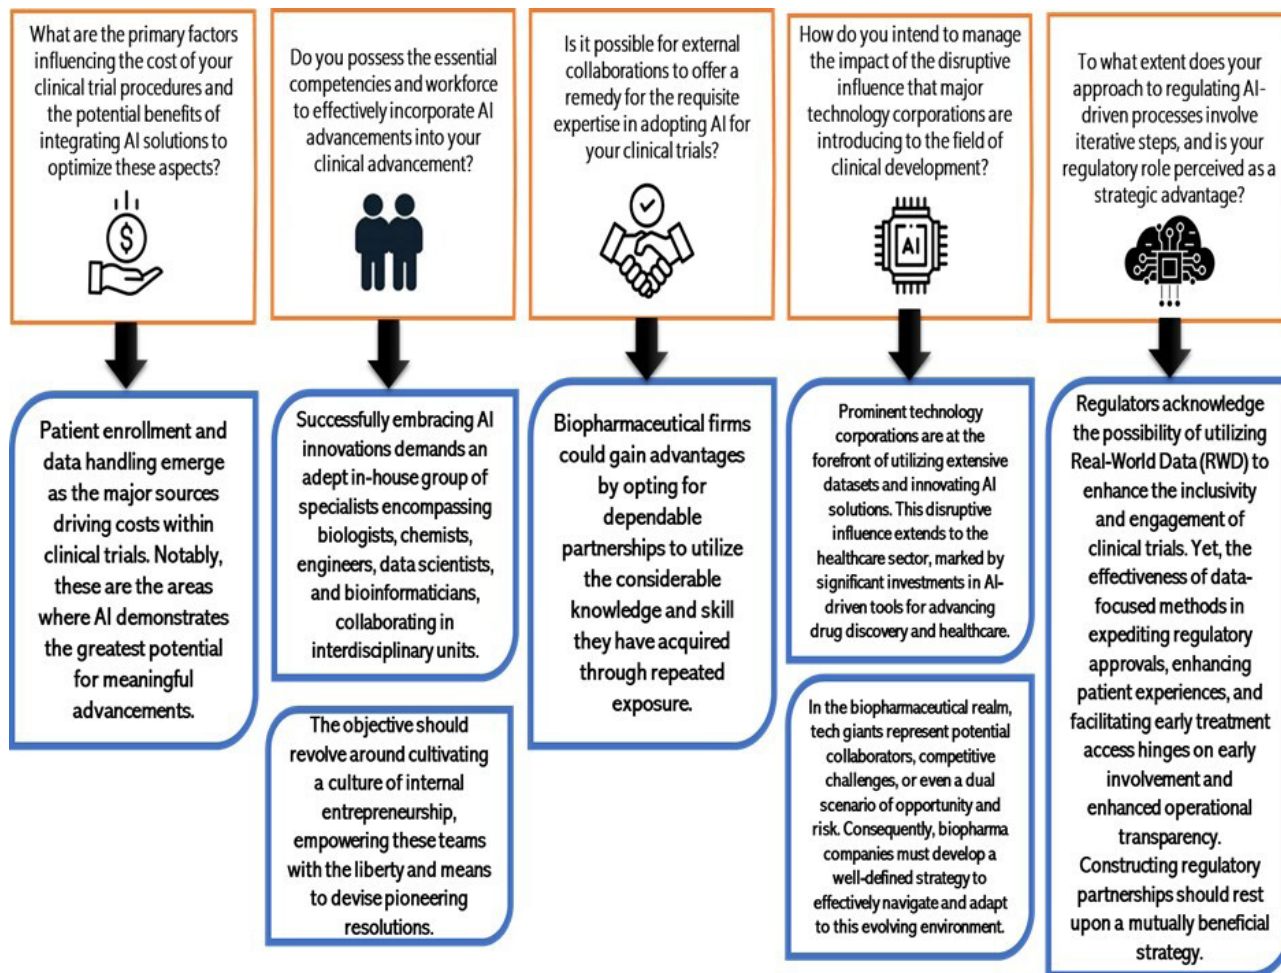 What are the primary factors
influencing the cost of your
clinical trial procedures and
the potential benefits of
integrating AI solutions to
optimize these aspects?
$
Patient enrollment and
data handling emerge
as the major sources
driving costs within
clinical trials. Notably,
these are the areas
where AI demonstrates
the greatest potential
for meaningful
advancements.
Do you possess the essential
competencies and workforce
to effectively incorporate AI
advancements into your
clinical advancement?
Successfully embracing AI
innovations demands an
adept in-house group of
specialists encompassing
biologists, chemists,
engineers, data scientists,
and bioinformaticians,
collaborating in
interdisciplinary units.
The objective should
revolve around cultivating
a culture of internal
entrepreneurship,
empowering these teams
with the liberty and means
to devise pioneering
resolutions.
Is it possible for external
collaborations to offer a
remedy for the requisite
expertise in adopting AI for
your clinical trials?
Biopharmaceutical firms
could gain advantages
by opting for
dependable
partnerships to utilize
the considerable
knowledge and skill
they have acquired
through repeated
exposure.
How do you intend to manage
the impact of the disruptive
influence that major
technology corporations are
introducing to the field of
clinical development?
AI
Prominent technology
corporations are at the
forefront of utilizing extensive
datasets and innovating AI
solutions. This disruptive
influence extends to the
healthcare sector, marked by
significant investments in AI-
driven tools for advancing
drug discovery and healthcare.
In the biopharmaceutical realm,
tech giants represent potential
collaborators, competitive
challenges, or even a dual
scenario of opportunity and
risk. Consequently, biopharma
companies must develop a
well-defined strategy to
effectively navigate and adapt
to this evolving environment.
To what extent does your
approach to regulating AI-
driven processes involve
iterative steps, and is your
regulatory role perceived as a
strategic advantage?
Regulators acknowledge
the possibility of utilizing
Real-World Data (RWD) to
enhance the inclusivity
and engagement of
clinical trials. Yet, the
effectiveness of data-
focused methods in
expediting regulatory
approvals, enhancing
patient experiences, and
facilitating early treatment
access hinges on early
involvement and
enhanced operational
transparency.
Constructing regulatory
partnerships should rest
upon a mutually beneficial
strategy.